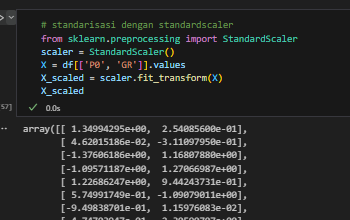 # standarisasi dengan standardscaler
from sklearn.preprocessing import StandardScaler
scaler = StandardScaler()
X = df[['P0', 'GR']].values
X_scaled = scaler.fit_transform(X)
X_scaled
57]
0.0s
array([[ 1.34994295e+00, 2.54085600e-01],
[ 4.62015186e-02, -3.11097950e-01],
[-1.37606186e+00, 1.16807880e+00],
[-1.09571187e+00, 1.27066987e+00],
[ 1.22686247e+00, 9.44243731e-01],
[ 5.74991749e-01, -1.09079011e+00],
[-9.49838701e-01, 1.15976083e-02],